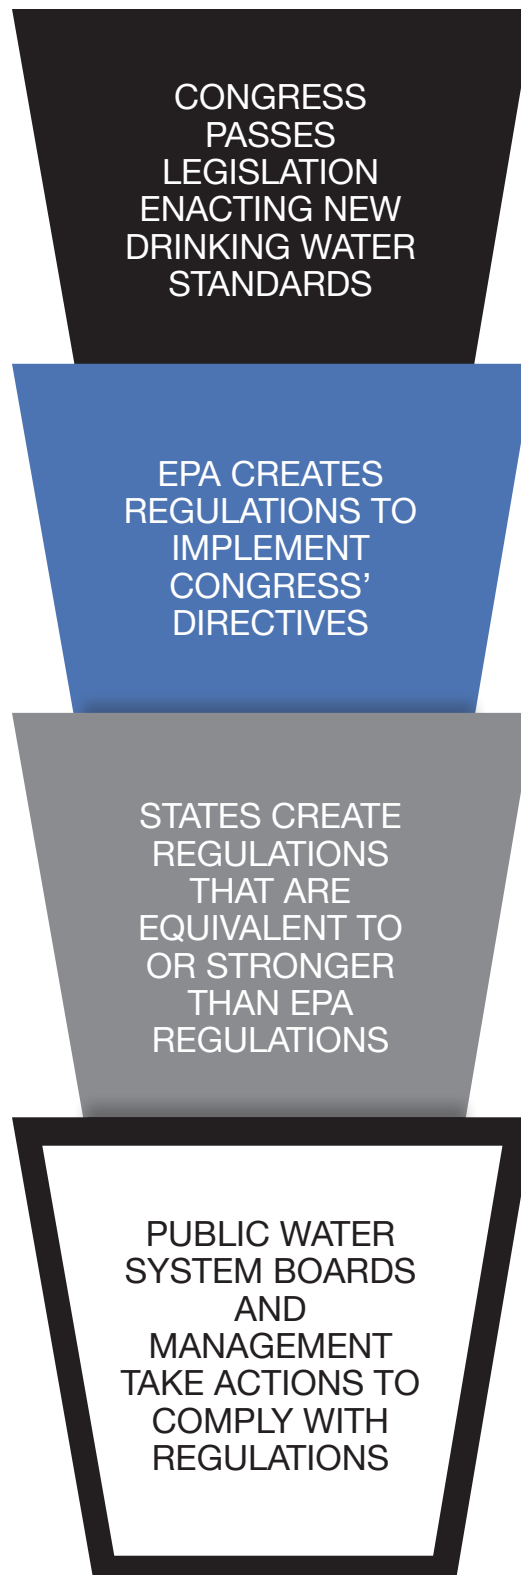 CONGRESS
PASSES
LEGISLATION
ENACTING NEW
DRINKING WATER
STANDARDS
EPA CREATES
REGULATIONS TO
IMPLEMENT
CONGRESS’
DIRECTIVES
STATES CREATE
REGULATIONS
THAT ARE
EQUIVALENT TO
OR STRONGER
THAN EPA
REGULATIONS
PUBLIC WATER
SYSTEM BOARDS
AND
MANAGEMENT
TAKE ACTIONS TO
COMPLY WITH
REGULATIONS